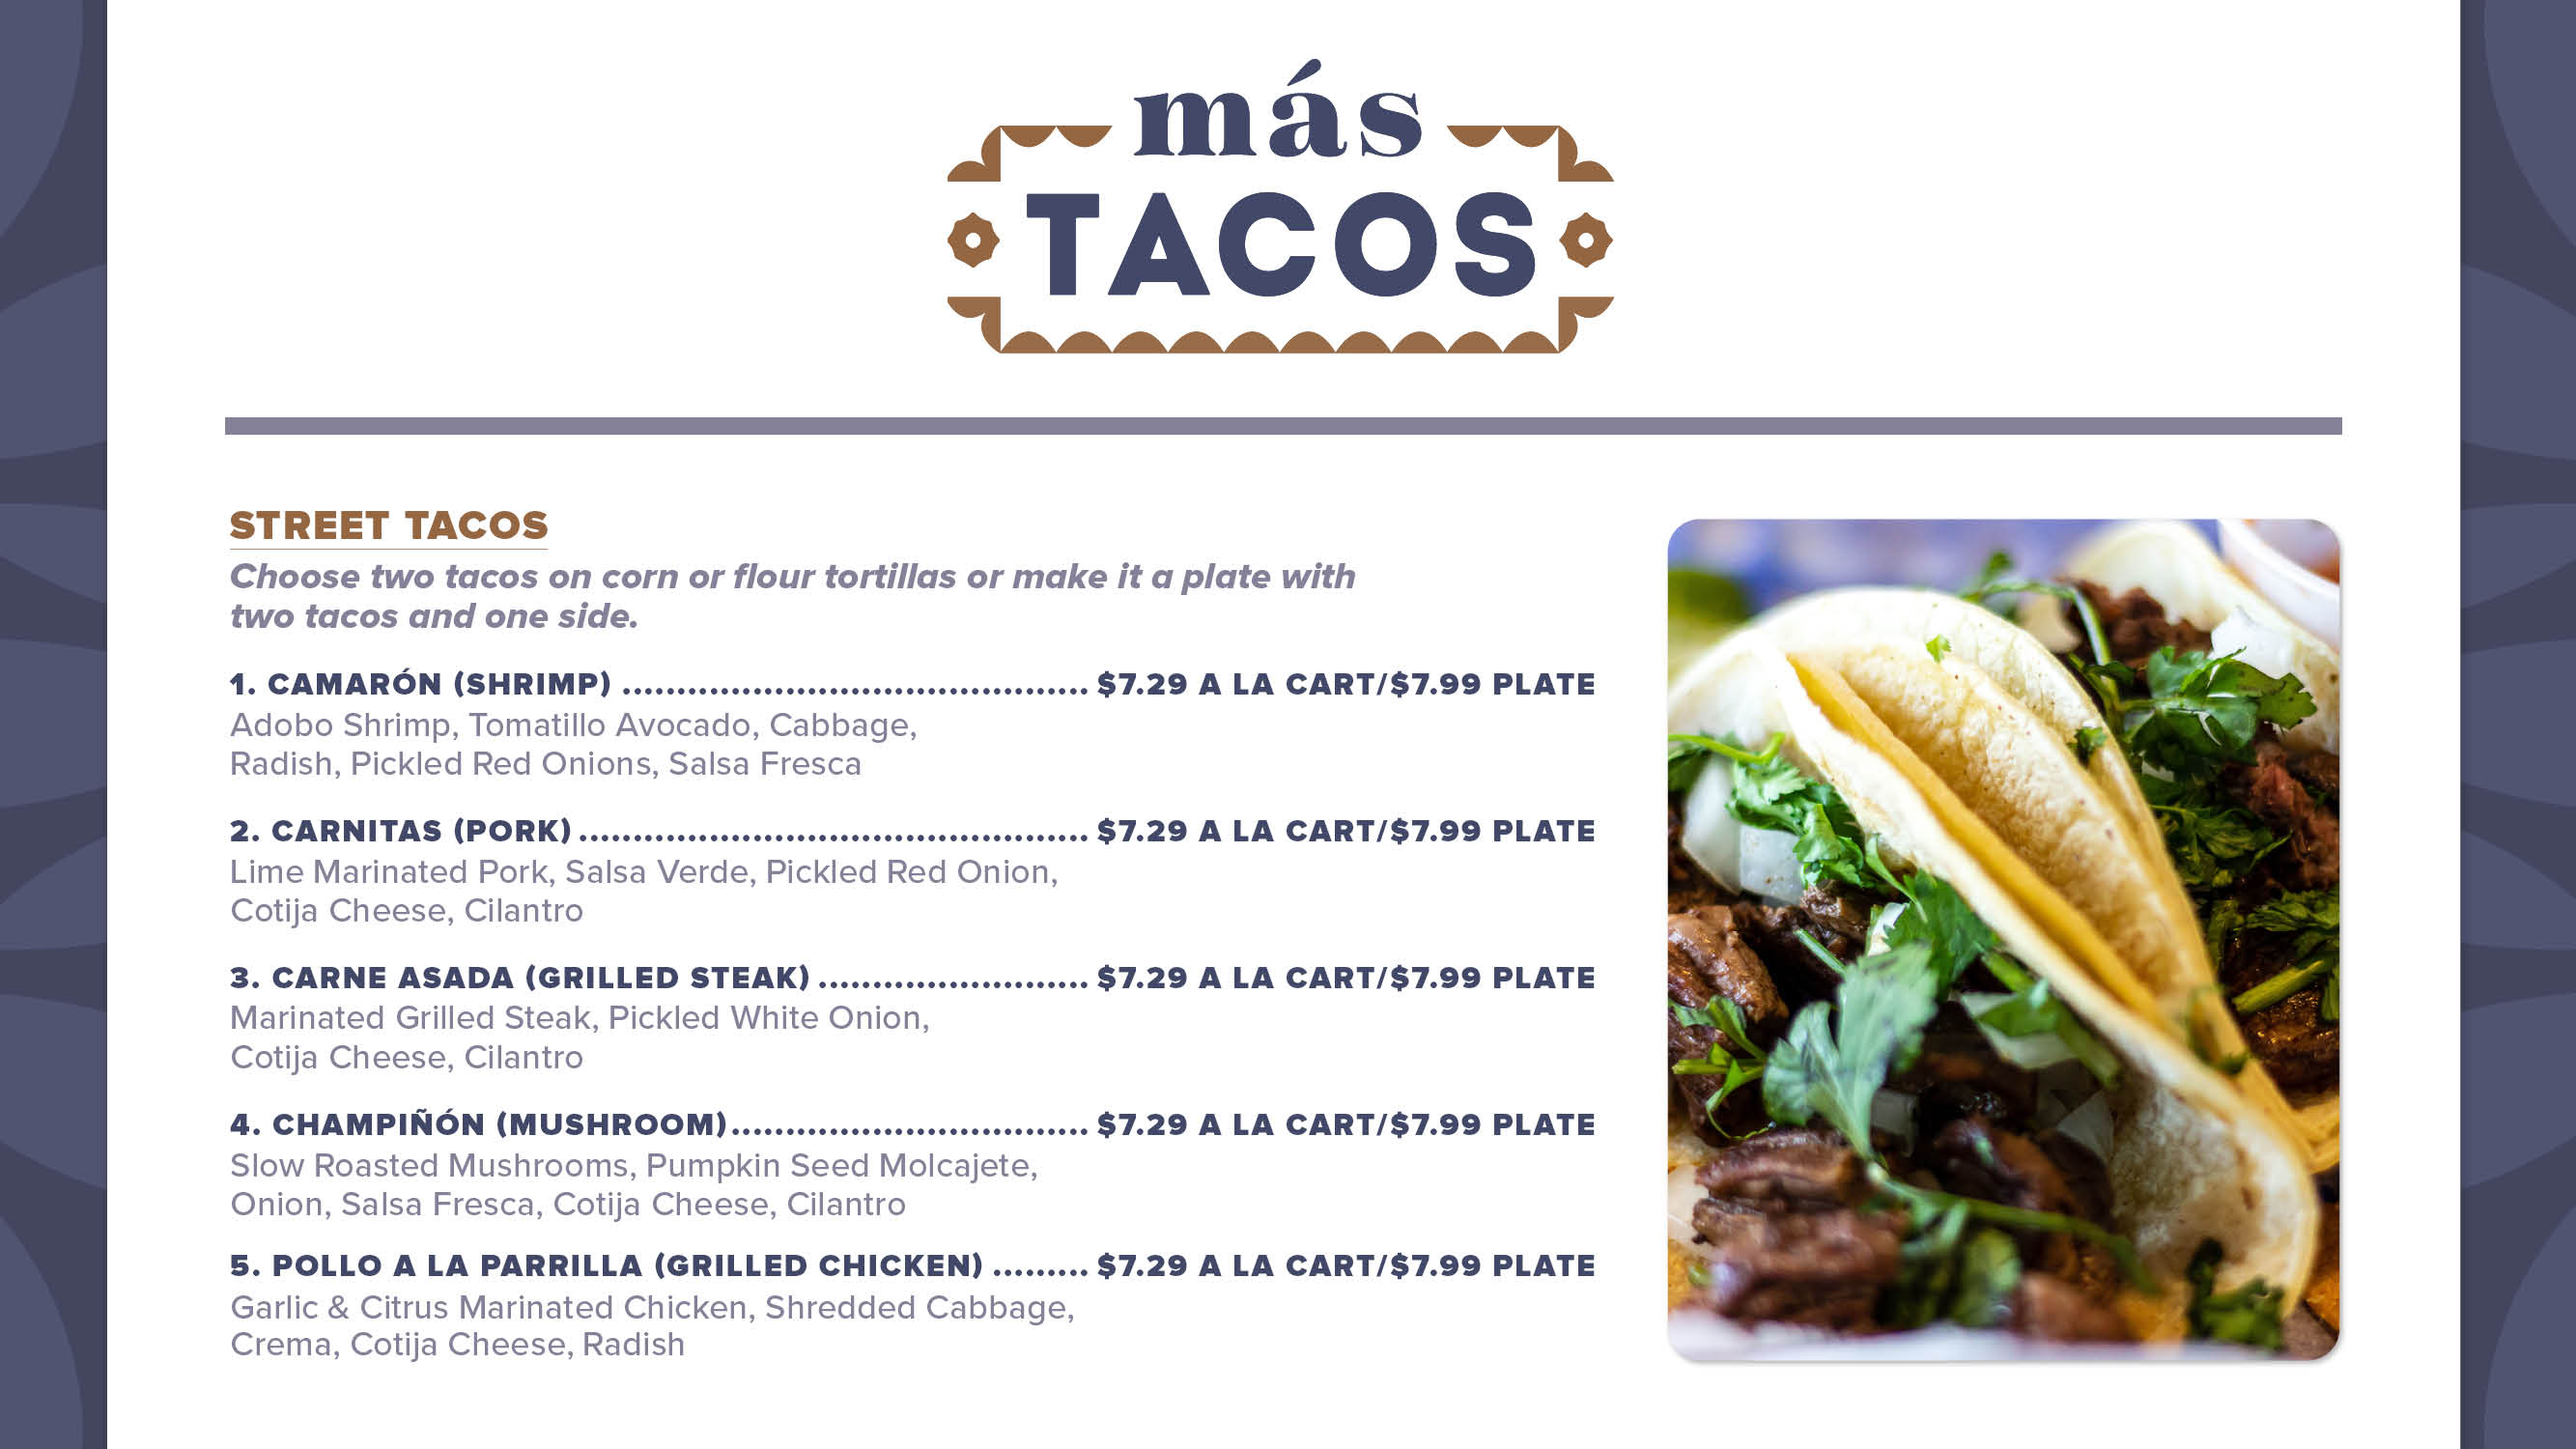 más
TACOS
STREET TACOS
Choose two tacos on corn or flour tortillas or make it a plate with
two tacos and one side.
1. CAMARÓN (SHRIMP) ........................................... $7.29 A LA CART/$7.99 PLATE
Adobo Shrimp, Tomatillo Avocado, Cabbage,
Radish, Pickled Red Onions, Salsa Fresca
2. CARNITAS (PORK) ............................................... $7.29 A LA CART/$7.99 PLATE
Lime Marinated Pork, Salsa Verde, Pickled Red Onion,
Cotija Cheese, Cilantro
3. CARNE ASADA (GRILLED STEAK) ......................... $7.29 A LA CART/$7.99 PLATE
Marinated Grilled Steak, Pickled White Onion,
Cotija Cheese, Cilantro
4. CHAMPIÑÓN (MUSHROOM) ................................. $7.29 A LA CART/$7.99 PLATE
Slow Roasted Mushrooms, Pumpkin Seed Molcajete,
Onion, Salsa Fresca, Cotija Cheese, Cilantro
5. POLLO A LA PARRILLA (GRILLED CHICKEN) ......... $7.29 A LA CART/$7.99 PLATE
Garlic & Citrus Marinated Chicken, Shredded Cabbage,
Crema, Cotija Cheese, Radish